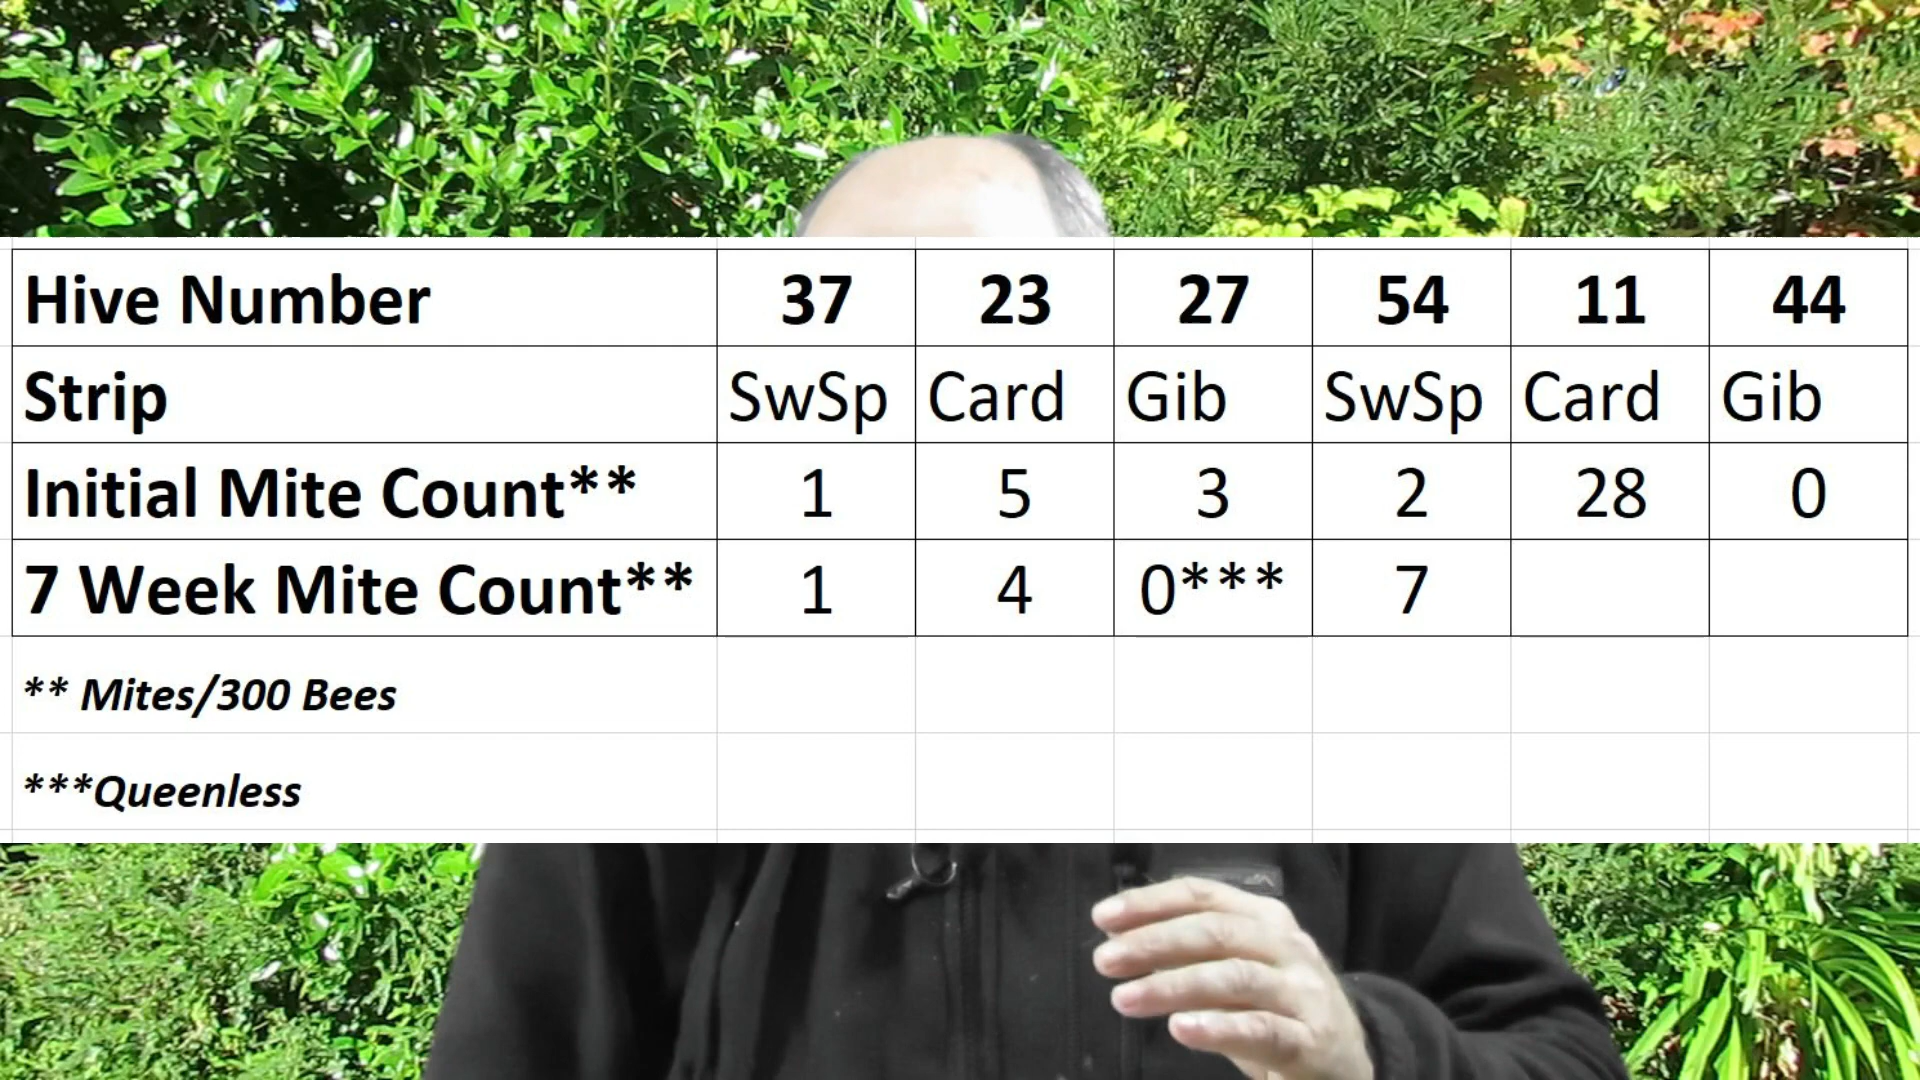 Hive Number 37 23 27 54 11 44
Strip SwSp Card Gib SwSp Card Gib
Initial Mite Count** 1 5 3 2 28 0
7 Week Mite Count** 1 4 0*** 7
** Mites/300 Bees
***Queenless